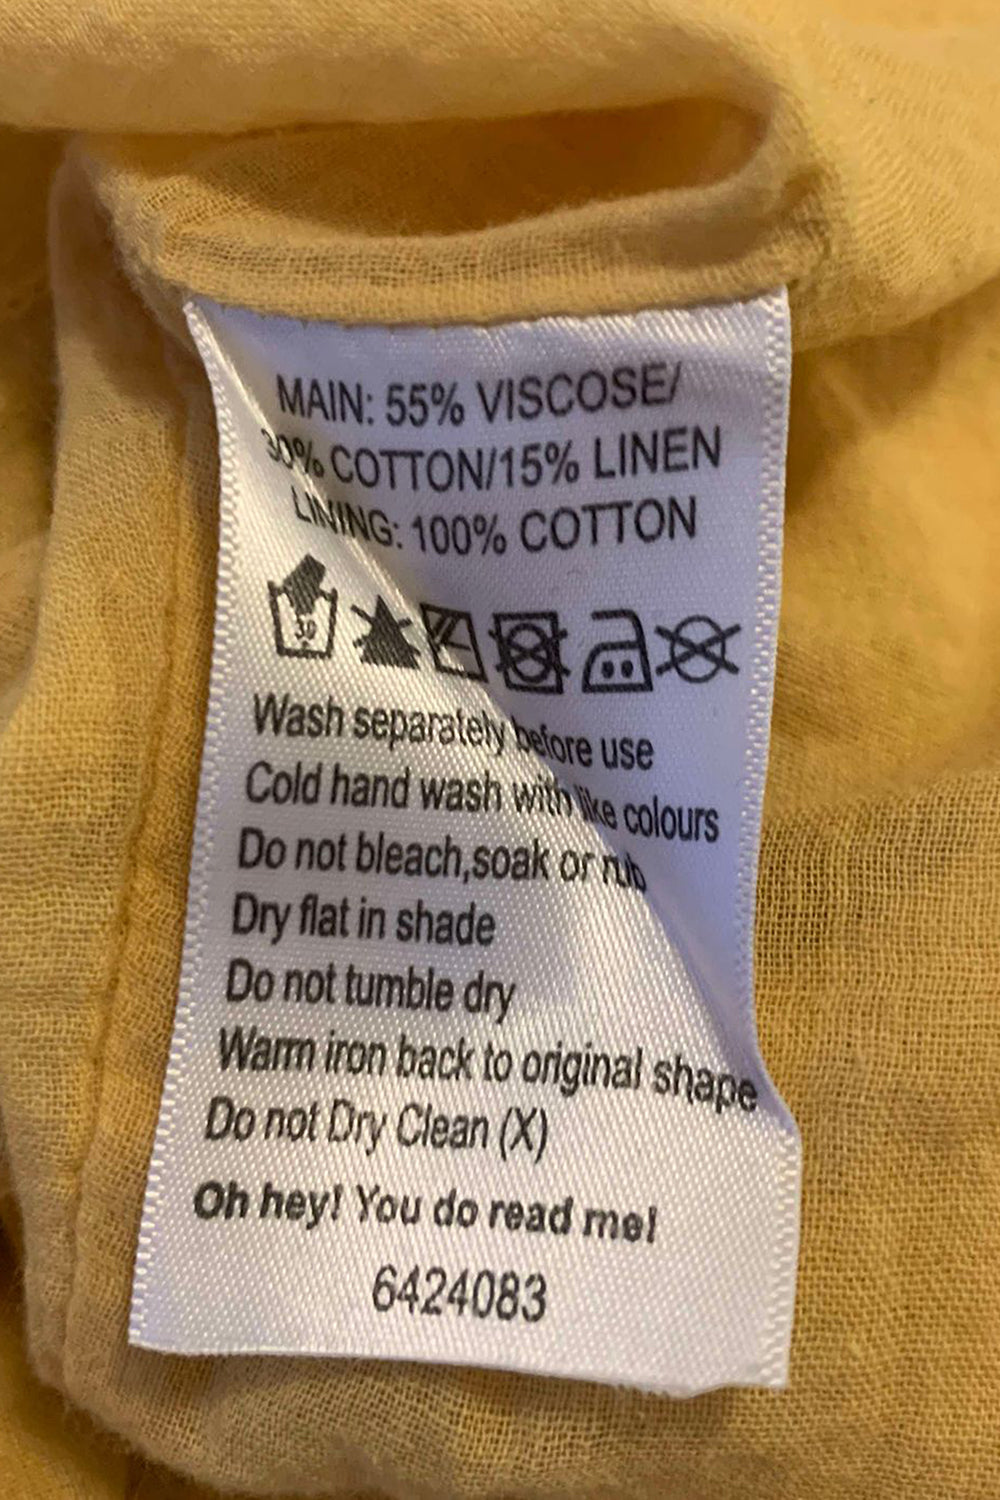 MAIN: 55% VISCOSE/
30% COTTON/15% LINEN
LINING: 100% COTTON
30
Wash separately before use
Cold hand wash with like colours
Do not bleach,soak or rub
Dry flat in shade
Do not tumble dry
Warm iron back to original shape
Do not Dry Clean (X)
Oh hey! You do read me!
6424083